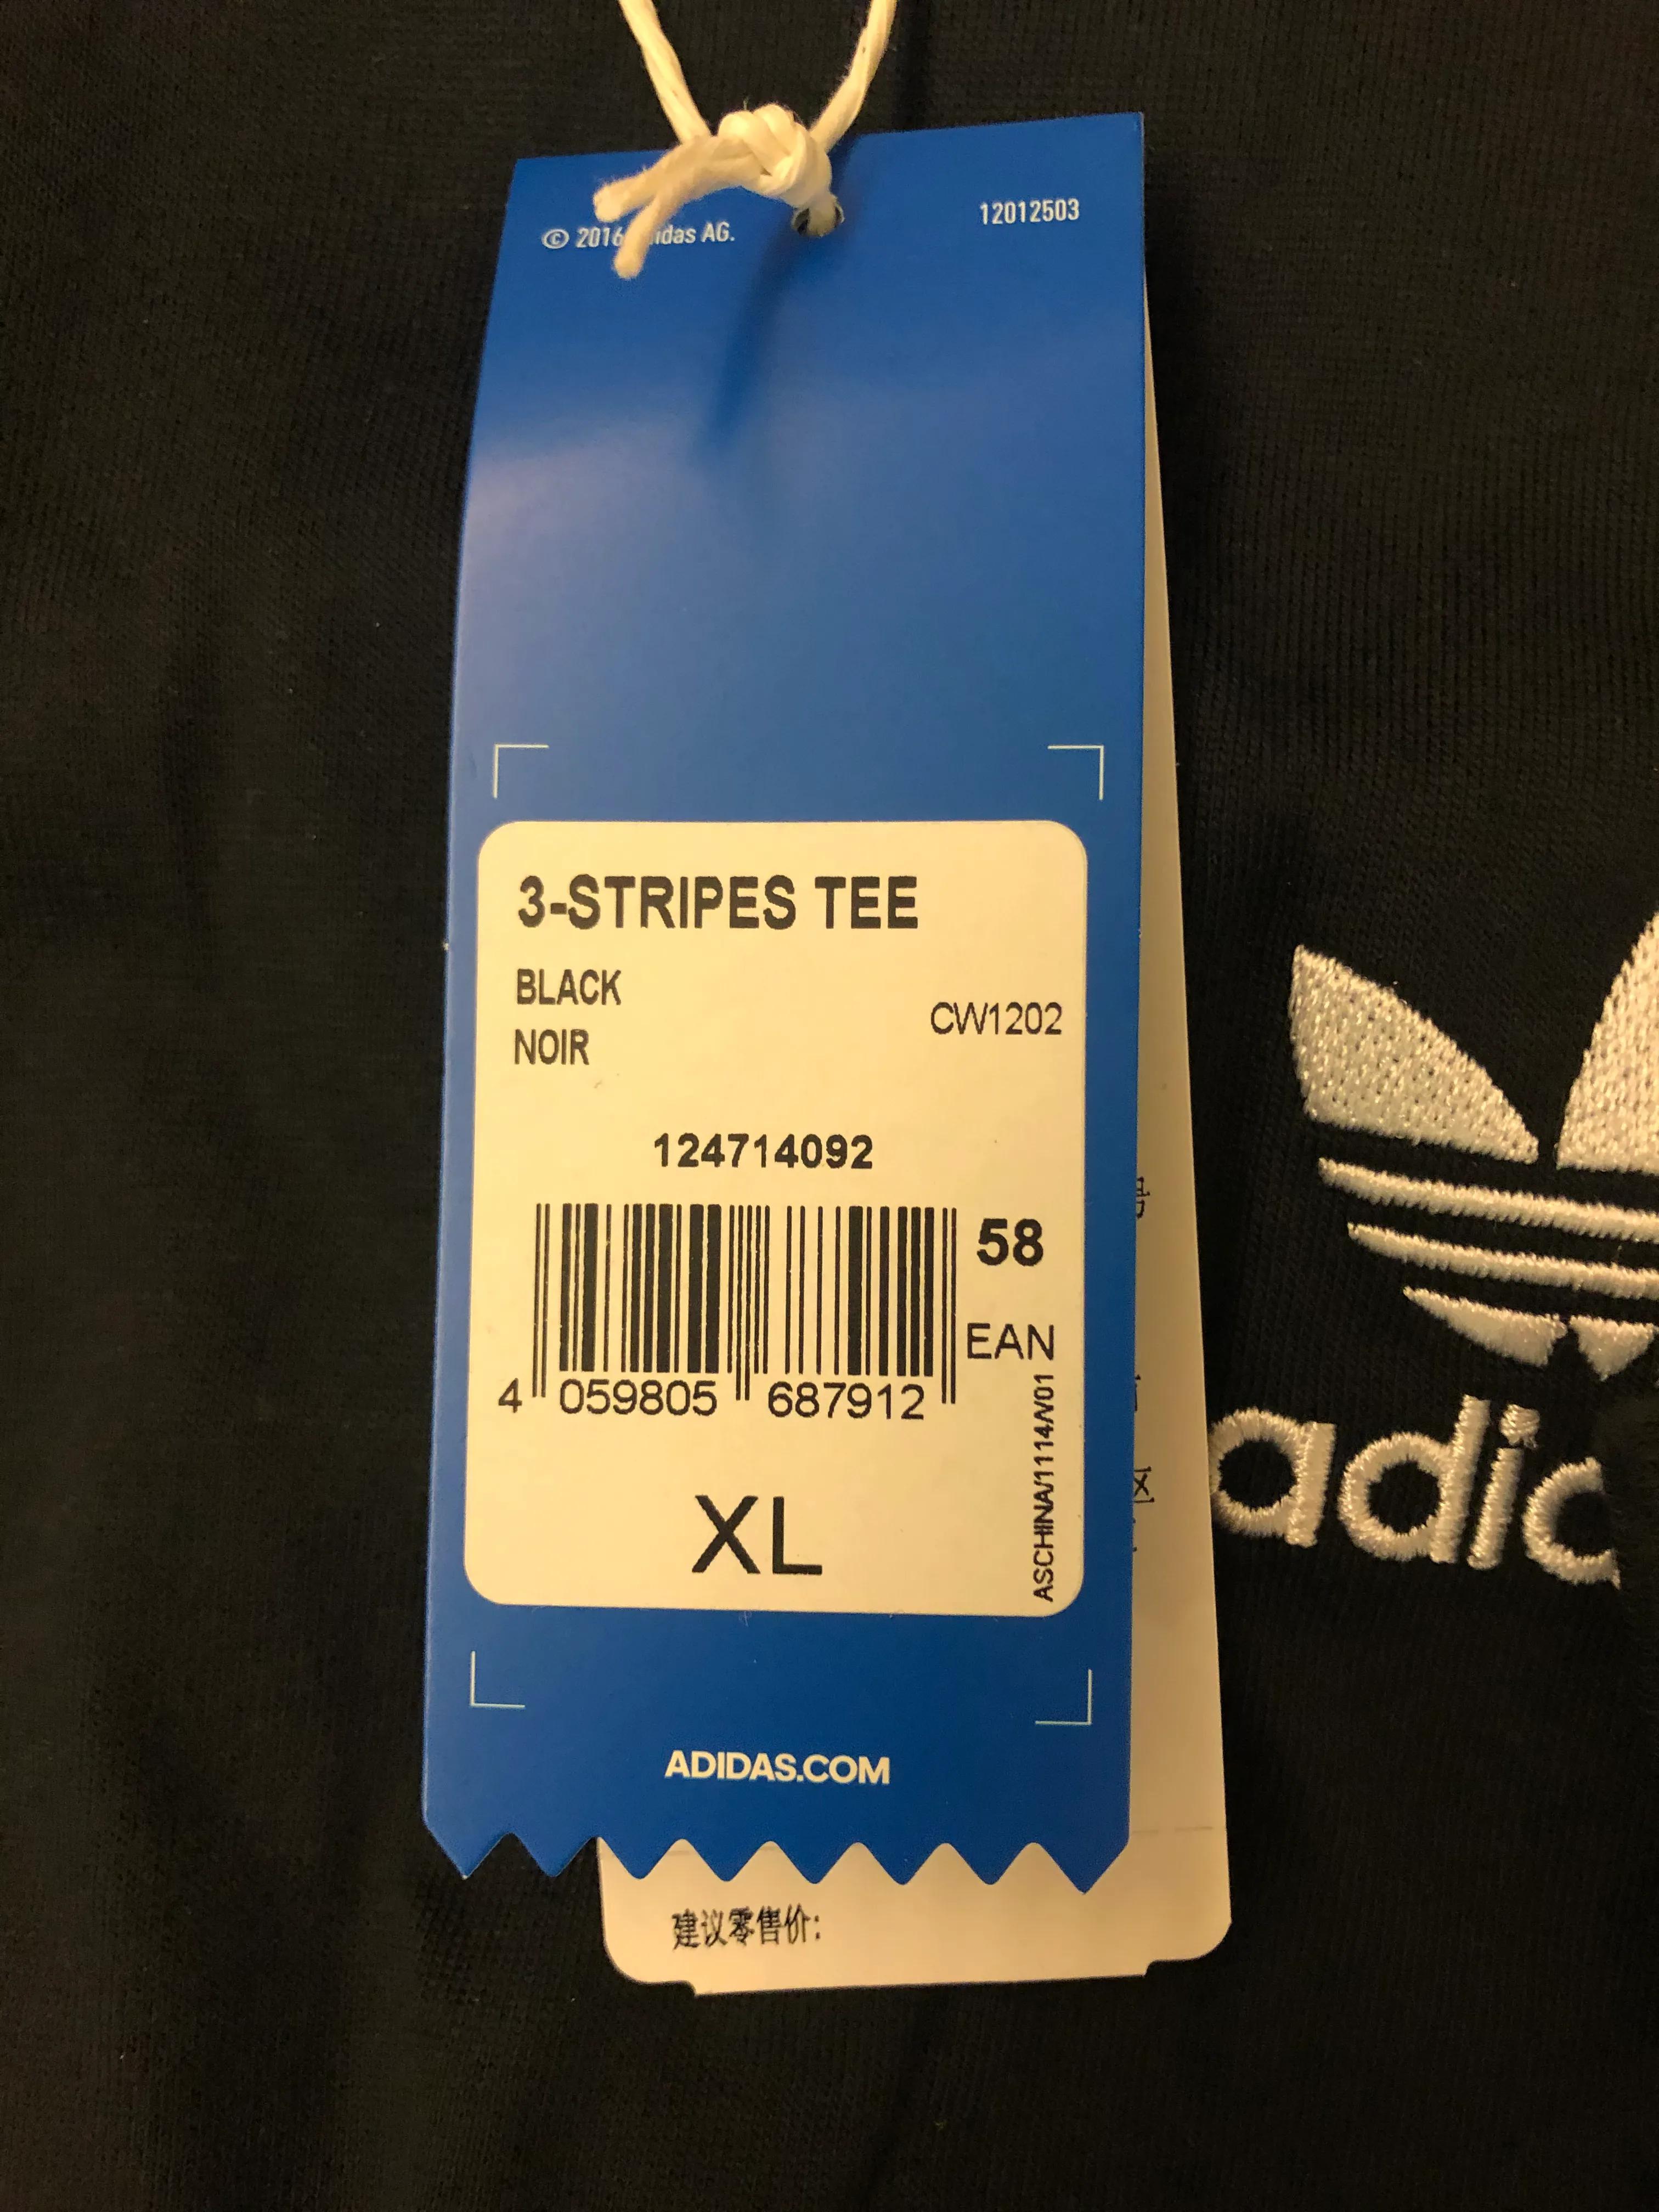 © 2016 adidas AG.
12012503
3-STRIPES TEE
BLACK
NOIR
CW1202
124714092
58
EAN
4 059805 687912
ASCHINA/1114/V01
XL
ADIDAS.COM
建议零售价:
adid